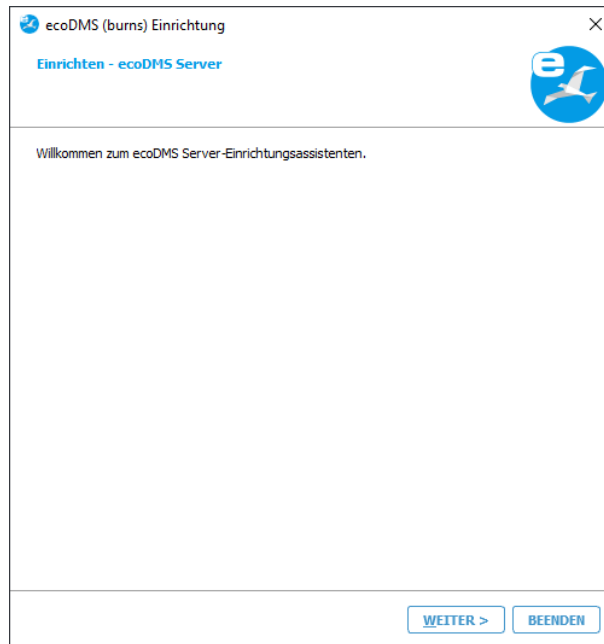 ecoDMS (burns) Einrichtung
Einrichten - ecoDMS Server
e
Willkommen zum ecoDMS Server-Einrichtungsassistenten.
WEITER >
BEENDEN